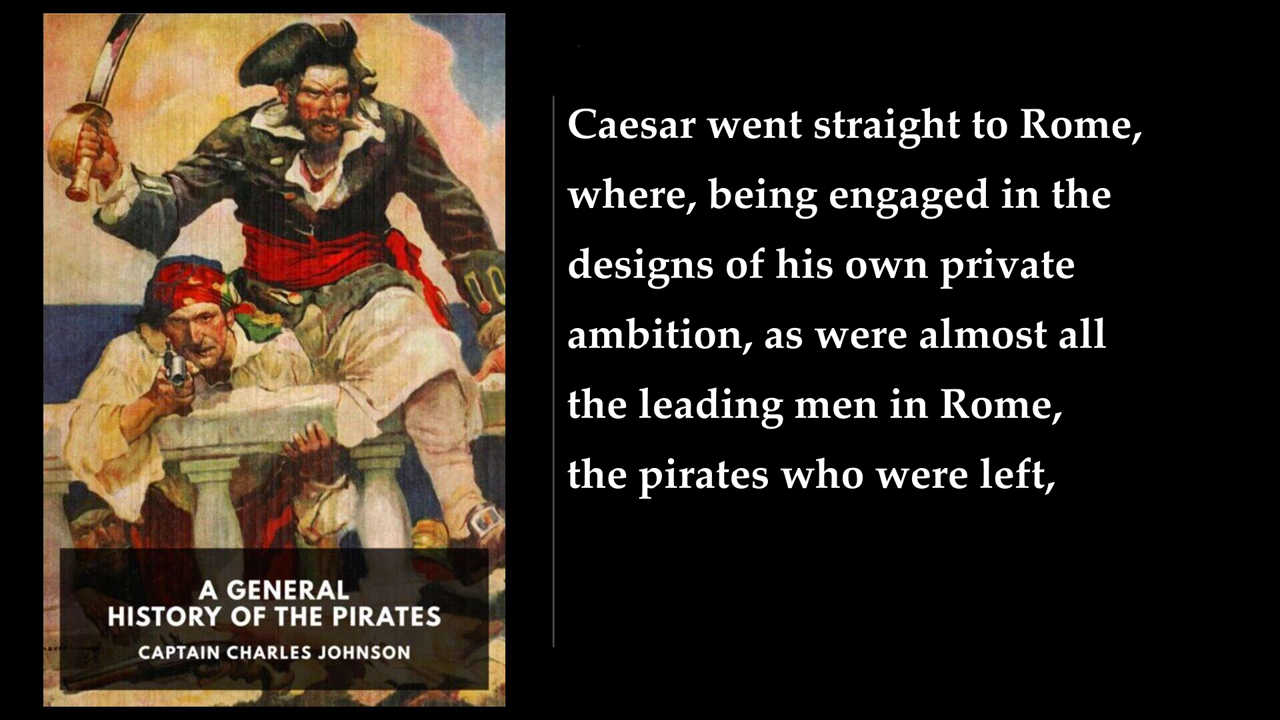 Caesar went straight to Rome,
where, being engaged in the
designs of his own private
ambition, as were almost all
the leading men in Rome,
the pirates who were left,
A GENERAL
HISTORY OF THE PIRATES
CAPTAIN CHARLES JOHNSON